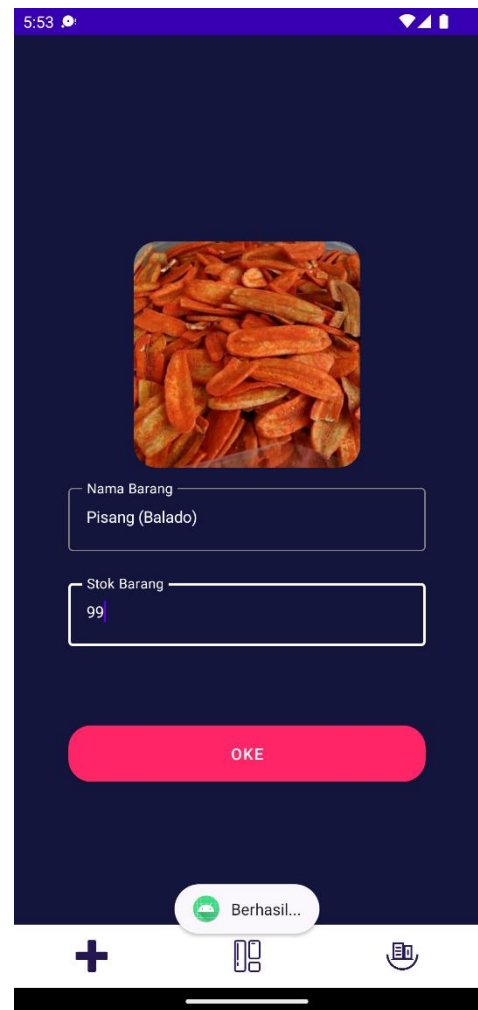 5:53
Nama Barang
Pisang (Balado)
Stok Barang
99
OKE
Berhasil...